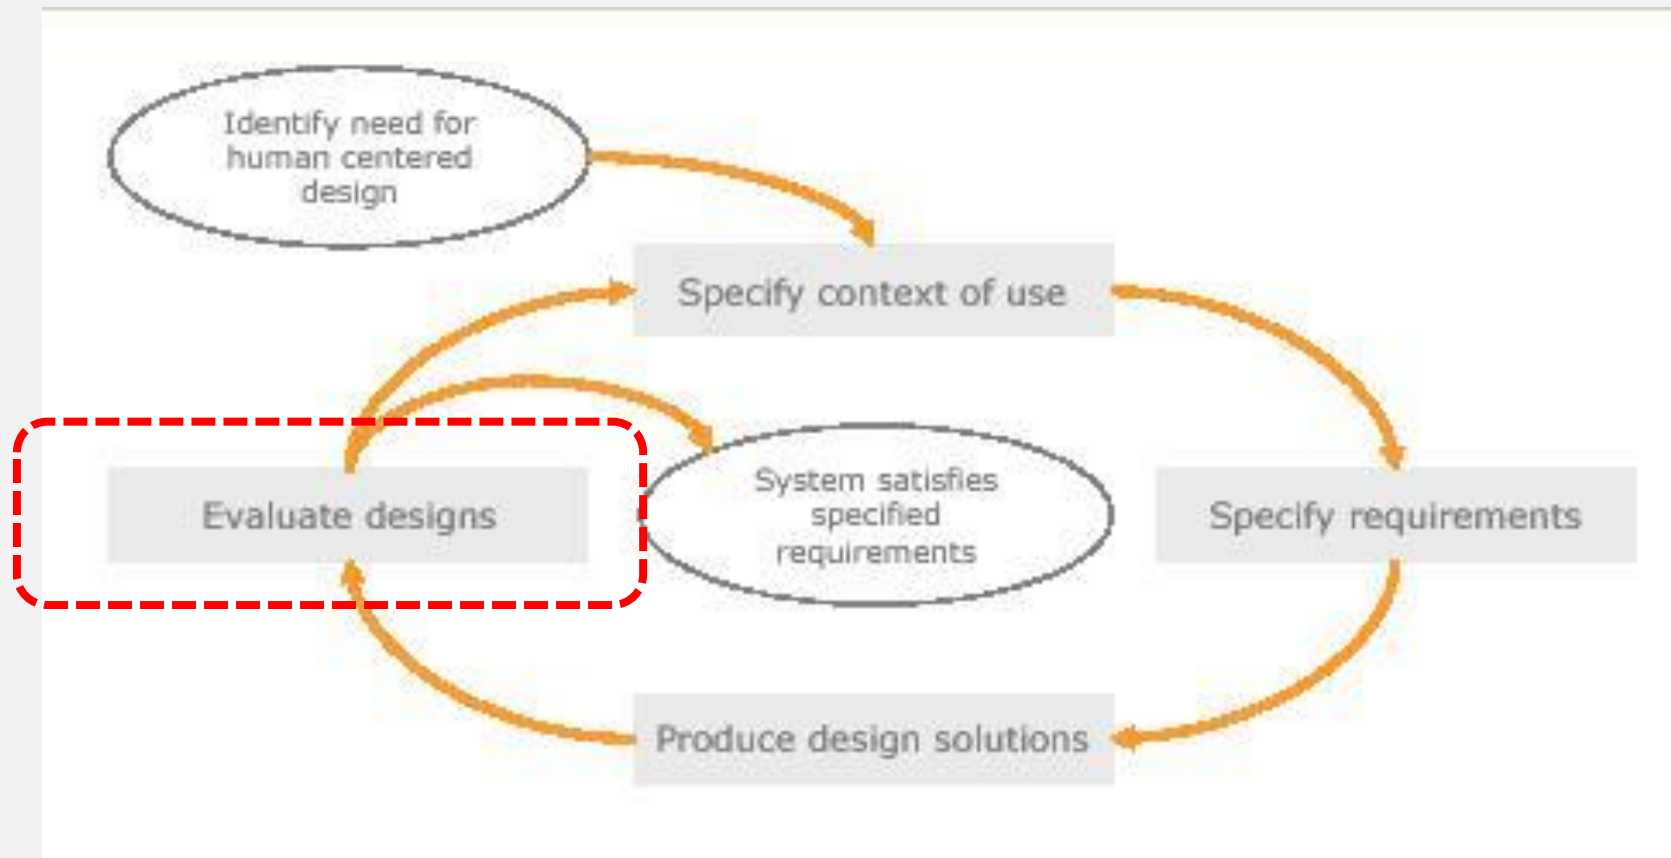 Identify need for
human centered
design
Specify context of use
Evaluate designs
System satisfies
specified
requirements
Specify requirements
Produce design solutions